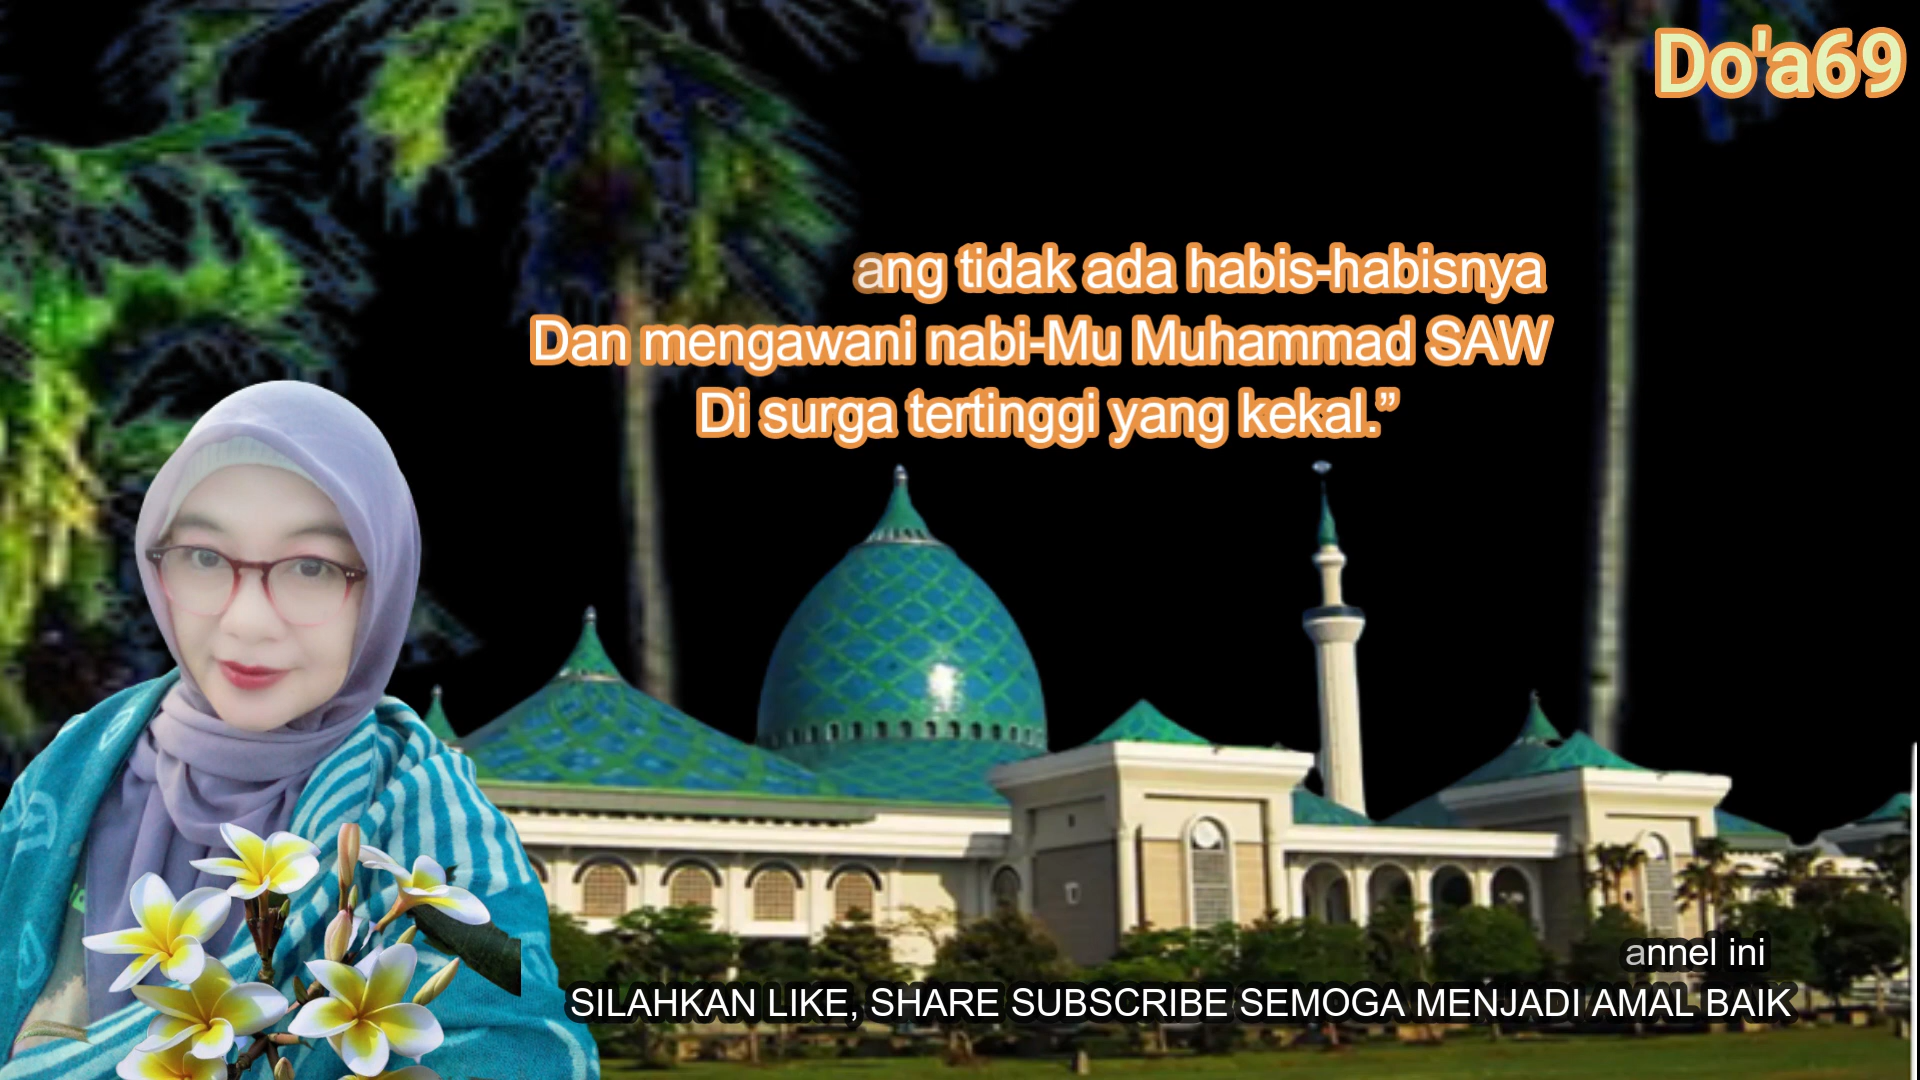 Do'a69
ang tidak ada habis-habisnya
Dan mengawani nabi-Mu Muhammad SAW
Di surga tertinggi yang kekal.”
annel ini
SILAHKAN LIKE, SHARE SUBSCRIBE SEMOGA MENJADI AMAL BAIK